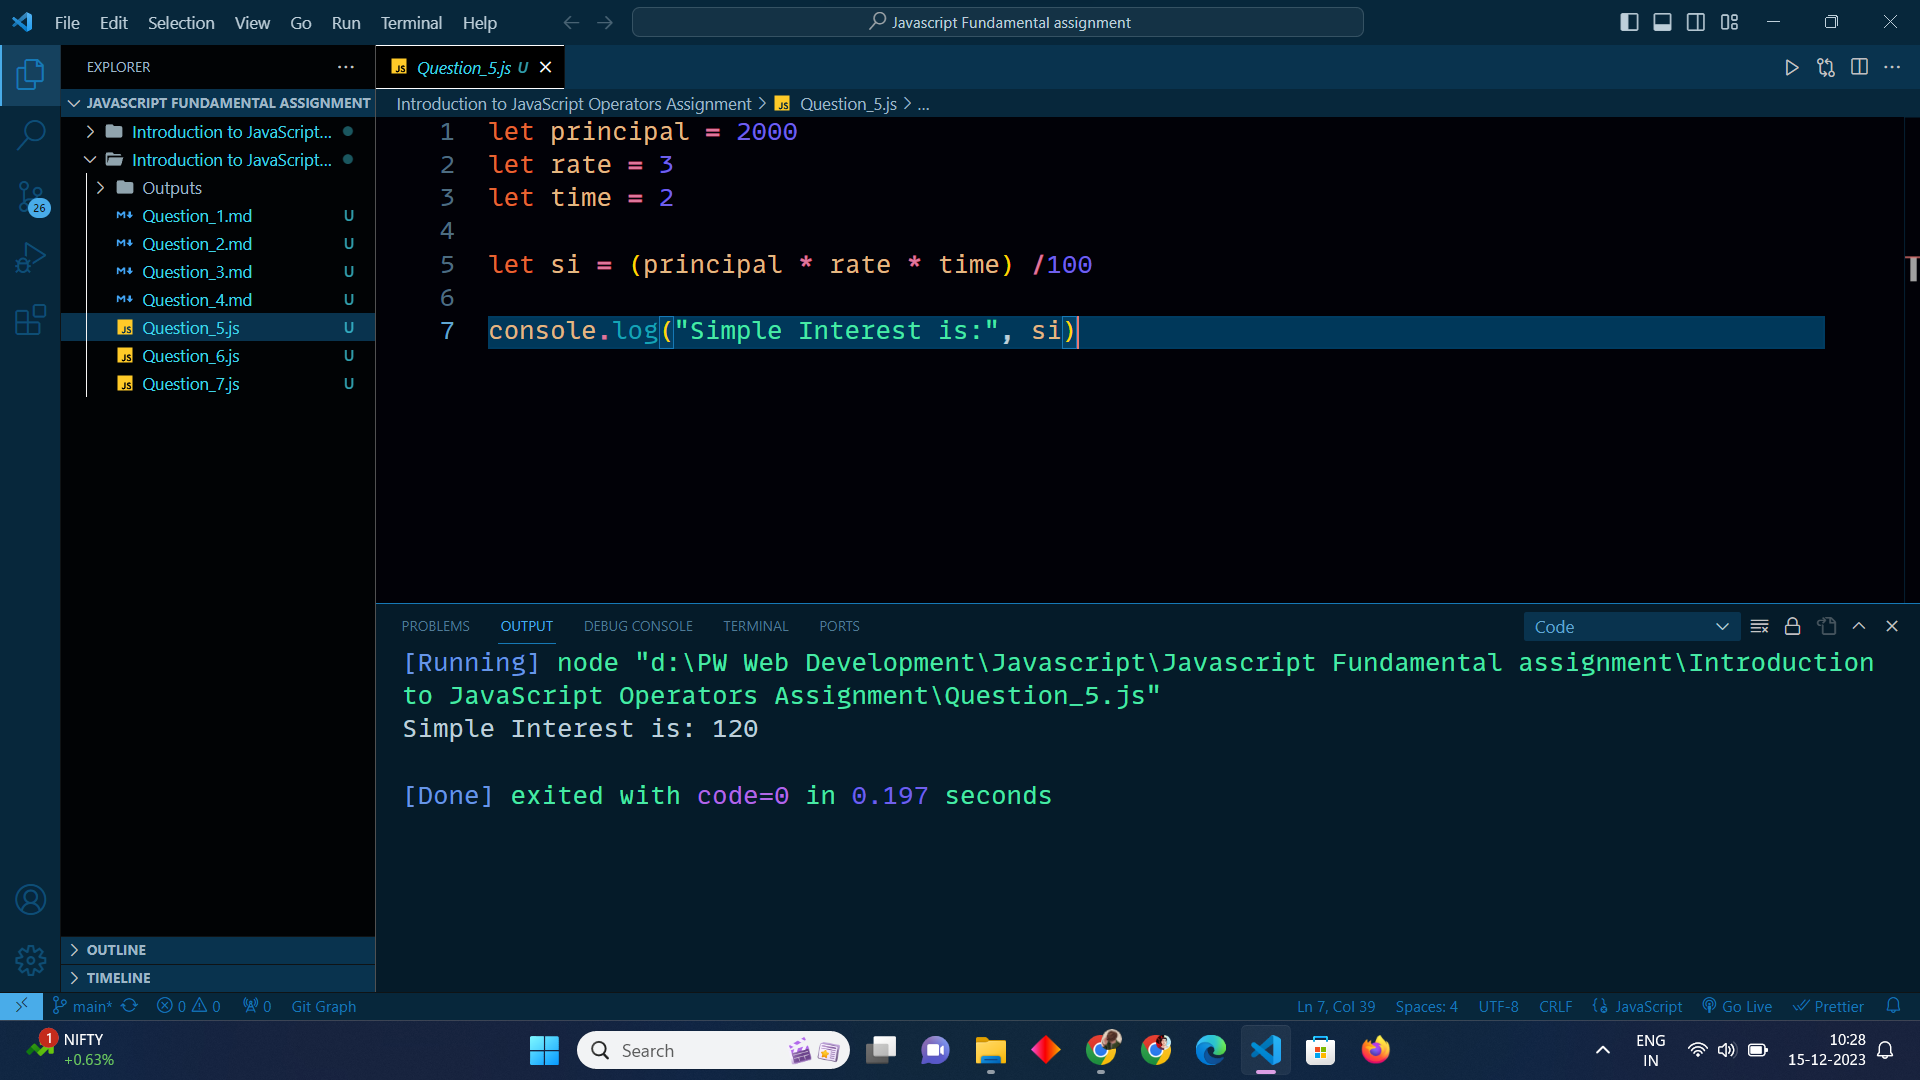 File Edit Selection View Go Run Terminal Help
Javascript Fundamental assignment
EXPLORER
Question_5.js U
JAVASCRIPT FUNDAMENTAL ASSIGNMENT
Introduction to JavaScript Operators Assignment > JS Question_5.js > ...
Introduction to JavaScript...
Introduction to JavaScript...
Outputs
Question_1.md U
Question_2.md U
Question_3.md U
Question_4.md U
JS Question_5.js U
JS Question_6.js U
JS Question_7.js U
26
1 let principal = 2000
2 let rate = 3
3 let time = 2
4
5 let si = (principal * rate * time) /100
6
7 console.log("Simple Interest is:", si)
PROBLEMS OUTPUT DEBUG CONSOLE TERMINAL PORTS
Code
[Running] node "d:\PW Web Development\Javascript\Javascript Fundamental assignment\Introduction
to JavaScript Operators Assignment\Question_5.js"
Simple Interest is: 120
[Done] exited with code=0 in 0.197 seconds
OUTLINE
TIMELINE
main* 0 0 0 Git Graph
Ln 7, Col 39 Spaces: 4 UTF-8 CRLF JavaScript Go Live Prettier
1 NIFTY
+0.63%
Search
ENG
IN
10:28
15-12-2023